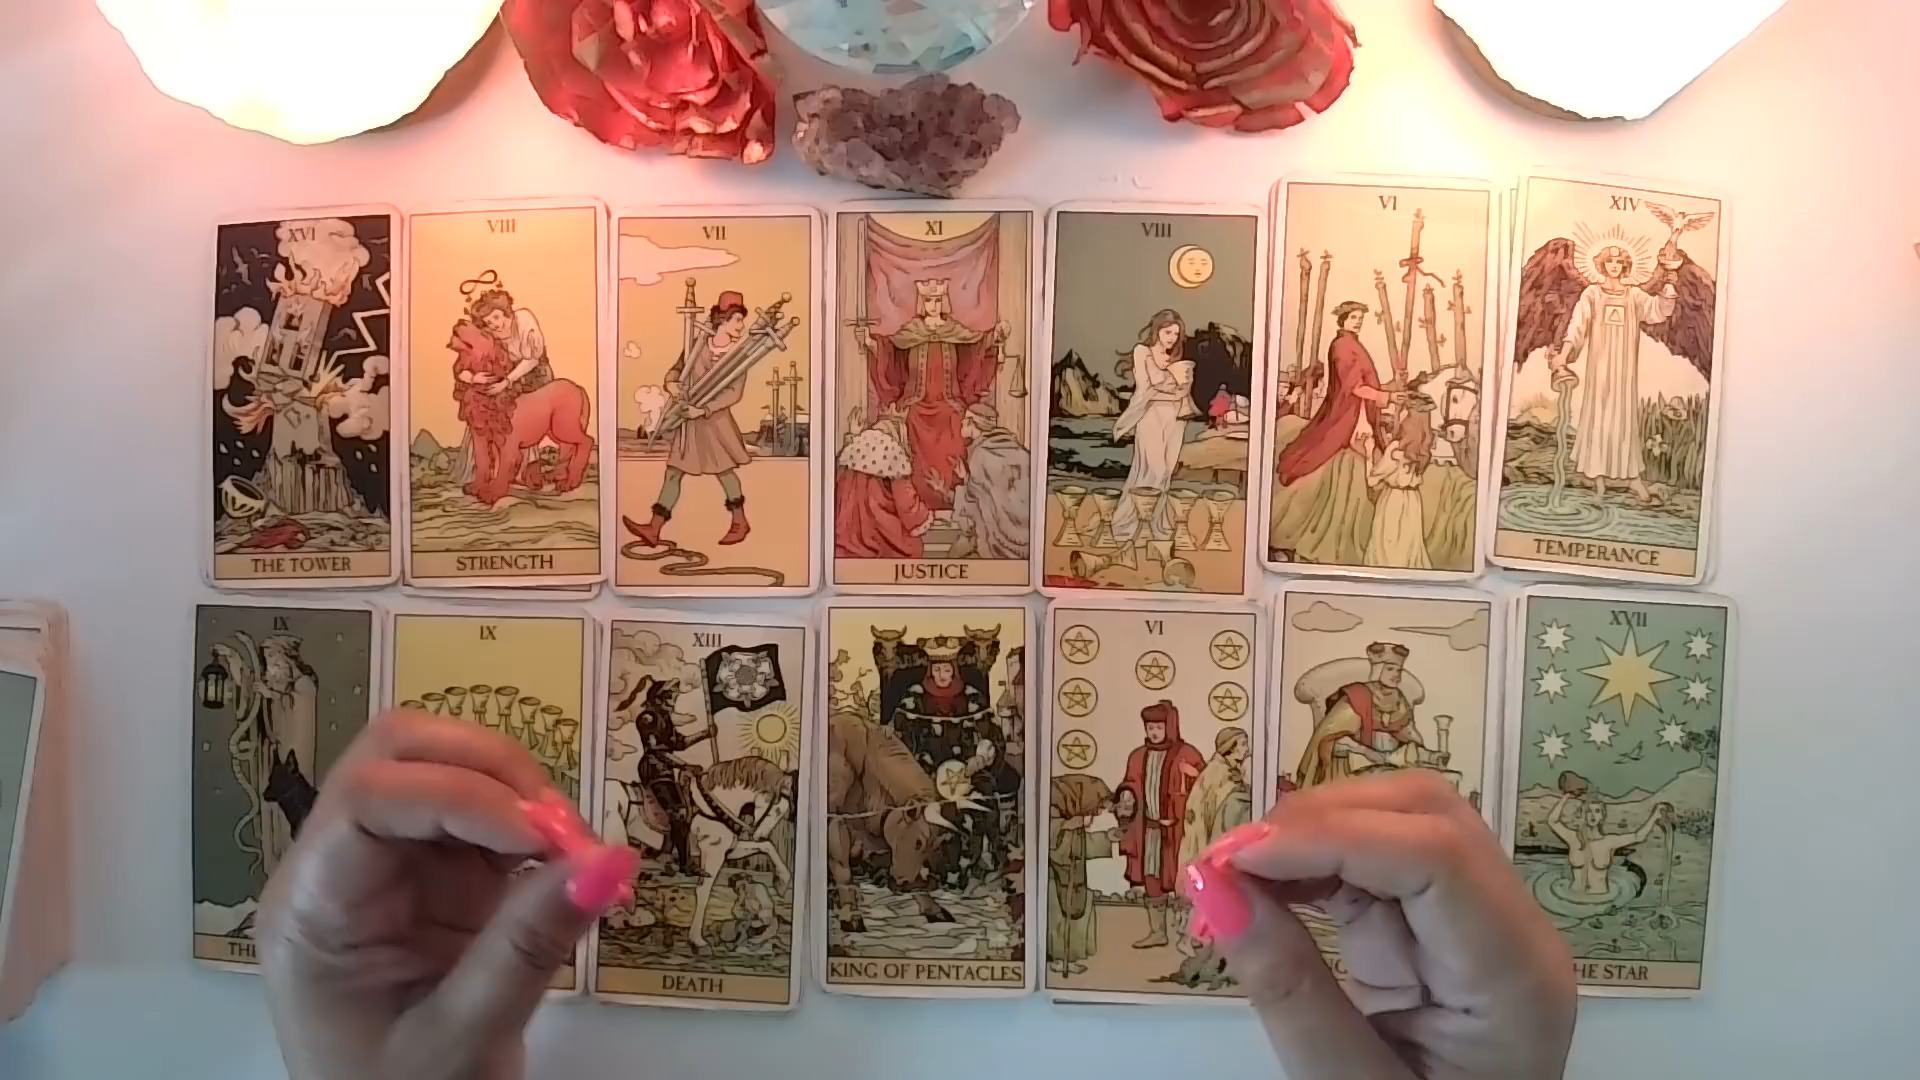 XVI
THE TOWER
VIII
STRENGTH
VII
XI
JUSTICE
VIII
VI
XIV
TEMPERANCE
IX
IX
XIII
DEATH
KING OF PENTACLES
VI
XVII
THE STAR